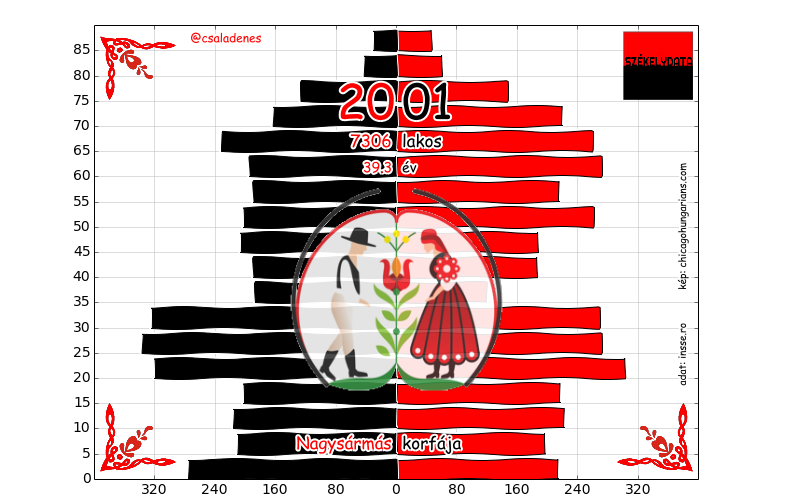 @csaladenes
SZÉKELYDATA
2001
7306 lakos
39.3 év
kép: chicagohungarians.com
adat: insse.ro
Nagysármás korfája
85
80
75
70
65
60
55
50
45
40
35
30
25
20
15
10
5
0
320 240 160 80 0 80 160 240 320